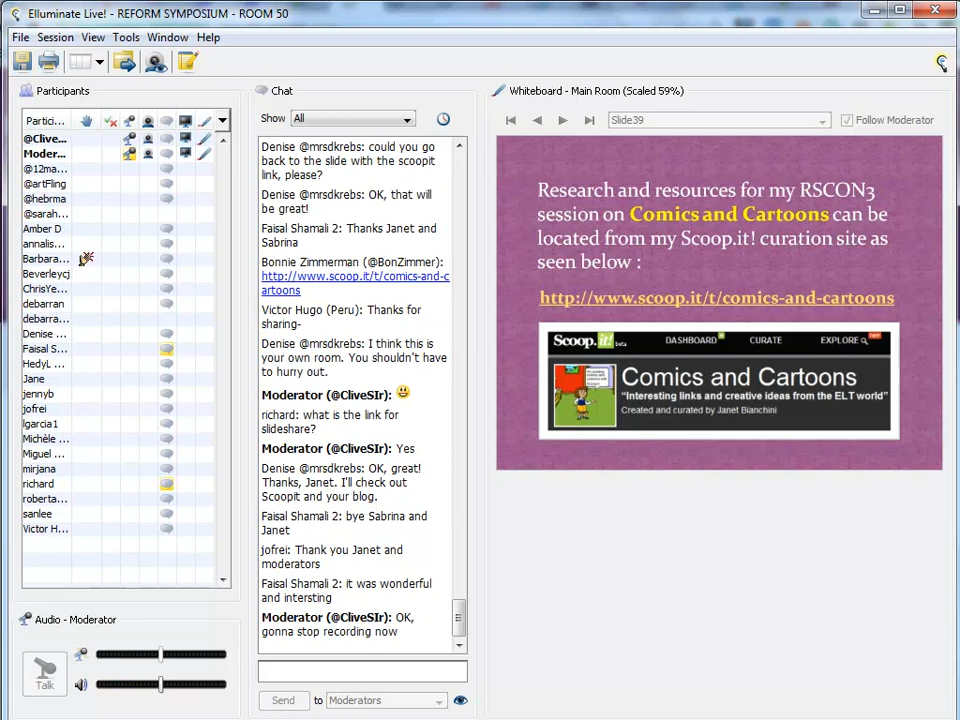 Elluminate Live! - REFORM SYMPOSIUM - ROOM 50
File Session View Tools Window Help
Participants
Partici...
@Clive...
Moder...
@12ma...
@artFling
@hebrma
@sarah...
Amber D
annalis...
Barbara...
Beverleycj
ChrisYe...
debarran
debarra...
Denise ...
Faisal S...
HedyL ...
Jane
jennyb
jofrei
lgarcia1
Michèle ...
Miguel ...
mirjana
richard
roberta...
sanlee
Victor H...
Audio - Moderator
Talk
Chat
Show All
Denise @mrsdkrebs: could you go
back to the slide with the scoopit
link, please?
Denise @mrsdkrebs: OK, that will
be great!
Faisal Shamali 2: Thanks Janet and
Sabrina
Bonnie Zimmerman (@BonZimmer):
http://www.scoop.it/t/comics-and-c
artoons
Victor Hugo (Peru): Thanks for
sharing-
Denise @mrsdkrebs: I think this is
your own room. You shouldn't have
to hurry out.
Moderator (@CliveSIr):
richard: what is the link for
slideshare?
Moderator (@CliveSIr): Yes
Denise @mrsdkrebs: OK, great!
Thanks, Janet. I'll check out
Scoopit and your blog.
Faisal Shamali 2: bye Sabrina and
Janet
jofrei: Thank you Janet and
moderators
Faisal Shamali 2: it was wonderful
and intersting
Moderator (@CliveSIr): OK,
gonna stop recording now
Send to Moderators
Whiteboard - Main Room (Scaled 59%)
Slide39
Follow Moderator
Research and resources for my RSCON3
session on Comics and Cartoons can be
located from my Scoop.it! curation site as
seen below :
http://www.scoop.it/t/comics-and-cartoons
Scoop.it! beta DASHBOARD CURATE EXPLORE
Comics and Cartoons
"Interesting links and creative ideas from the ELT world"
Created and curated by Janet Bianchini